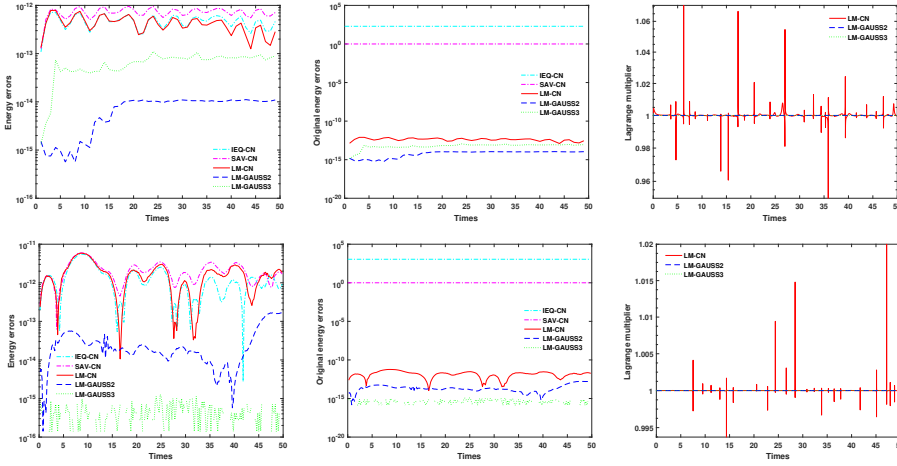 10^-12
10^-13
10^-14
10^-15
10^-16
Energy errors
0 5 10 15 20 25 30 35 40 45 50
Times
IEQ-CN
SAV-CN
LM-CN
LM-GAUSS2
LM-GAUSS3
10^5
10^0
10^-5
10^-10
10^-15
10^-20
Original energy errors
0 5 10 15 20 25 30 35 40 45 50
Times
IEQ-CN
SAV-CN
LM-CN
LM-GAUSS2
LM-GAUSS3
1.06
1.04
1.02
1
0.98
0.96
Lagrange multiplier
0 5 10 15 20 25 30 35 40 45 50
Times
LM-CN
LM-GAUSS2
LM-GAUSS3
10^-11
10^-12
10^-13
10^-14
10^-15
10^-16
Energy errors
0 5 10 15 20 25 30 35 40 45 50
Times
IEQ-CN
SAV-CN
LM-CN
LM-GAUSS2
LM-GAUSS3
10^5
10^0
10^-5
10^-10
10^-15
10^-20
Original energy errors
0 5 10 15 20 25 30 35 40 45 50
Times
IEQ-CN
SAV-CN
LM-CN
LM-GAUSS2
LM-GAUSS3
1.02
1.015
1.01
1.005
1
0.995
Lagrange multiplier
0 5 10 15 20 25 30 35 40 45 50
Times
LM-CN
LM-GAUSS2
LM-GAUSS3